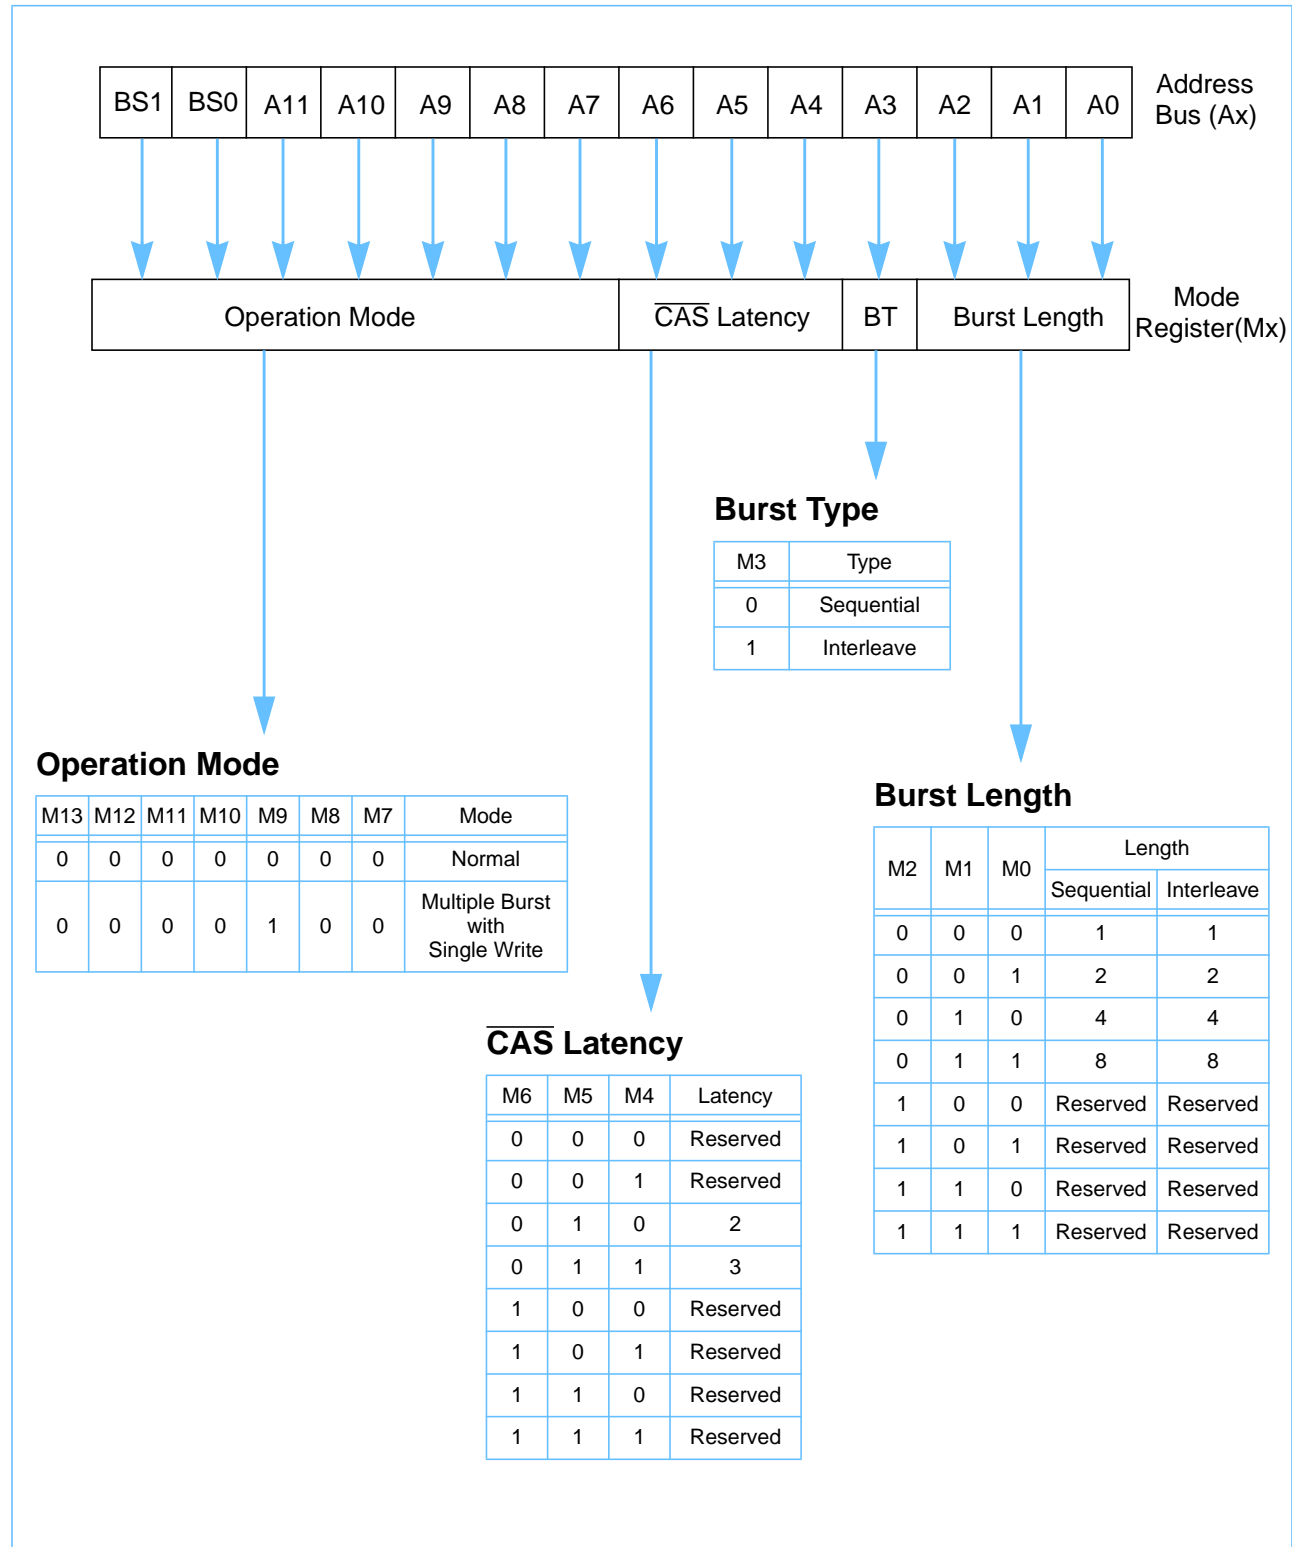 BS1 BS0 A11 A10 A9 A8 A7 A6 A5 A4 A3 A2 A1 A0
Address
Bus (Ax)
Operation Mode C̅A̅S̅ Latency BT Burst Length
Mode
Register(Mx)
Burst Type
M3 Type
0 Sequential
1 Interleave
Operation Mode
M13 M12 M11 M10 M9 M8 M7 Mode
0 0 0 0 0 0 0 Normal
0 0 0 0 1 0 0 Multiple Burst
with
Single Write
Burst Length
M2 M1 M0 Length
Sequential Interleave
0 0 0 1 1
0 0 1 2 2
0 1 0 4 4
0 1 1 8 8
1 0 0 Reserved Reserved
1 0 1 Reserved Reserved
1 1 0 Reserved Reserved
1 1 1 Reserved Reserved
C̅A̅S̅ Latency
M6 M5 M4 Latency
0 0 0 Reserved
0 0 1 Reserved
0 1 0 2
0 1 1 3
1 0 0 Reserved
1 0 1 Reserved
1 1 0 Reserved
1 1 1 Reserved